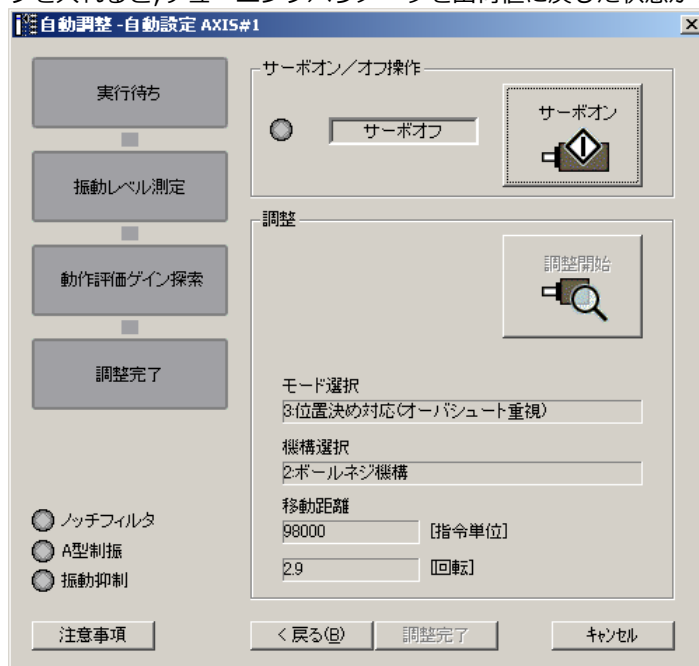 自動調整 -自動設定 AXIS#1
実行待ち
振動レベル測定
動作評価ゲイン探索
調整完了
ノッチフィルタ
A型制振
振動抑制
サーボオン／オフ操作
サーボオフ
サーボオン
調整
調整開始
モード選択
3:位置決め対応(オーバシュート重視)
機構選択
2:ボールネジ機構
移動距離
98000 [指令単位]
2.9 [回転]
注意事項
< 戻る(B)
調整完了
ｷｬﾝｾﾙ